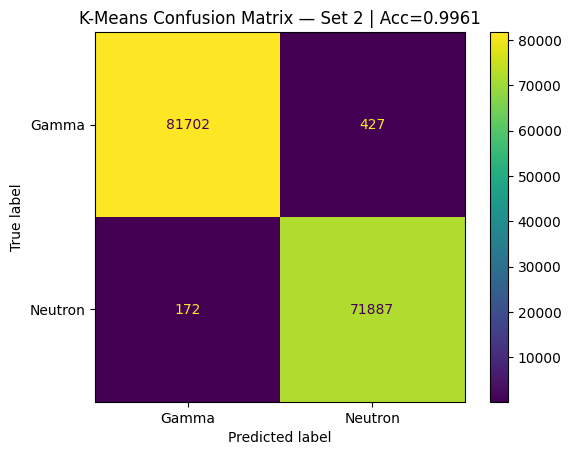 K-Means Confusion Matrix — Set 2 | Acc=0.9961
True label
Gamma
81702 427
Neutron
172 71887
Gamma Neutron
Predicted label
80000
70000
60000
50000
40000
30000
20000
10000